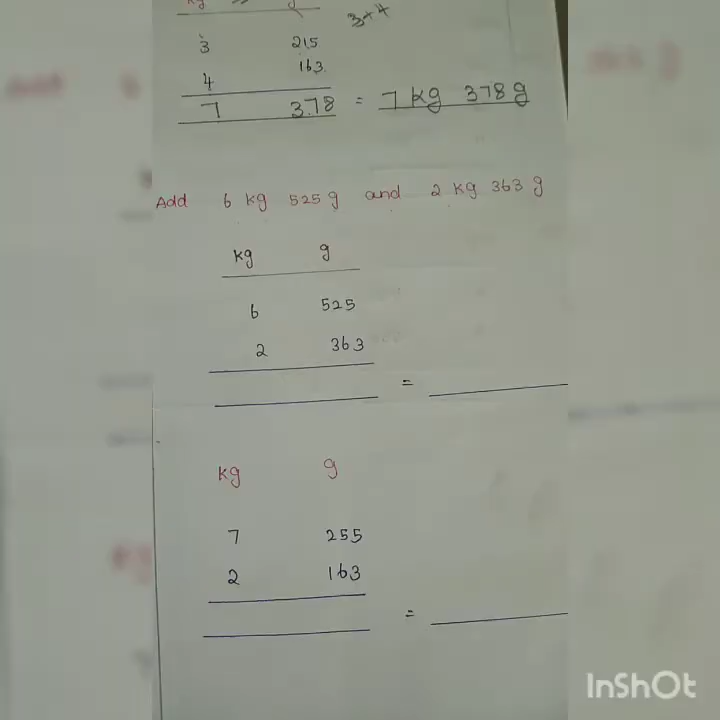 kg g
3 215
3+4
4 163
7 378 = 7 kg 378 g
Add 6 kg 525 g and 2 kg 363 g
kg g
6 525
2 363
=
kg g
7 255
2 163
=
InShOt